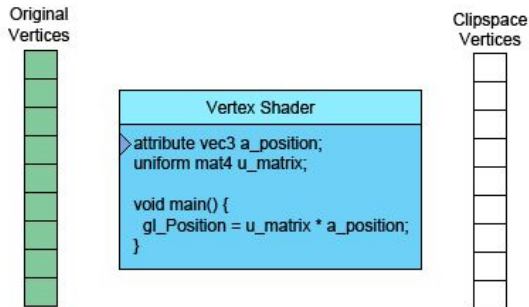 Original
Vertices
Clipspace
Vertices
Vertex Shader
attribute vec3 a_position;
uniform mat4 u_matrix;
void main() {
gl_Position = u_matrix * a_position;
}